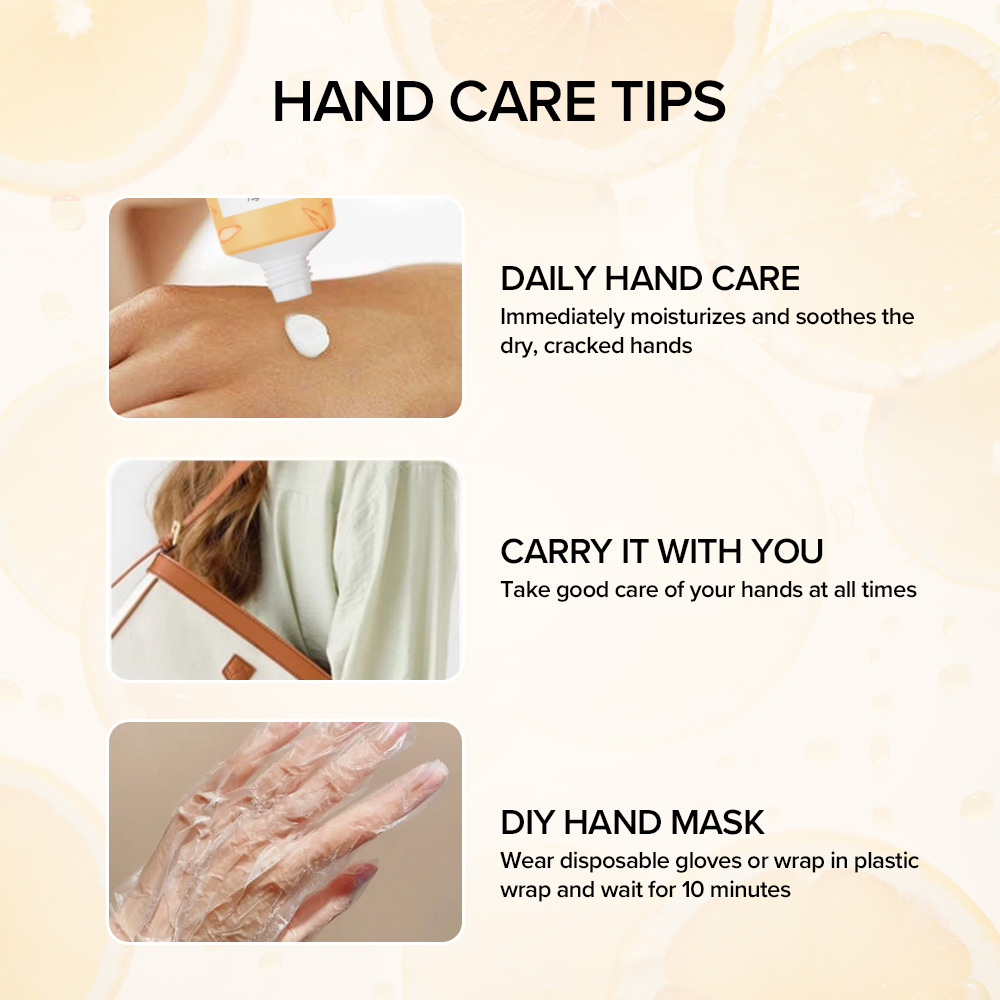 HAND CARE TIPS
DAILY HAND CARE
Immediately moisturizes and soothes the
dry, cracked hands
CARRY IT WITH YOU
Take good care of your hands at all times
DIY HAND MASK
Wear disposable gloves or wrap in plastic
wrap and wait for 10 minutes